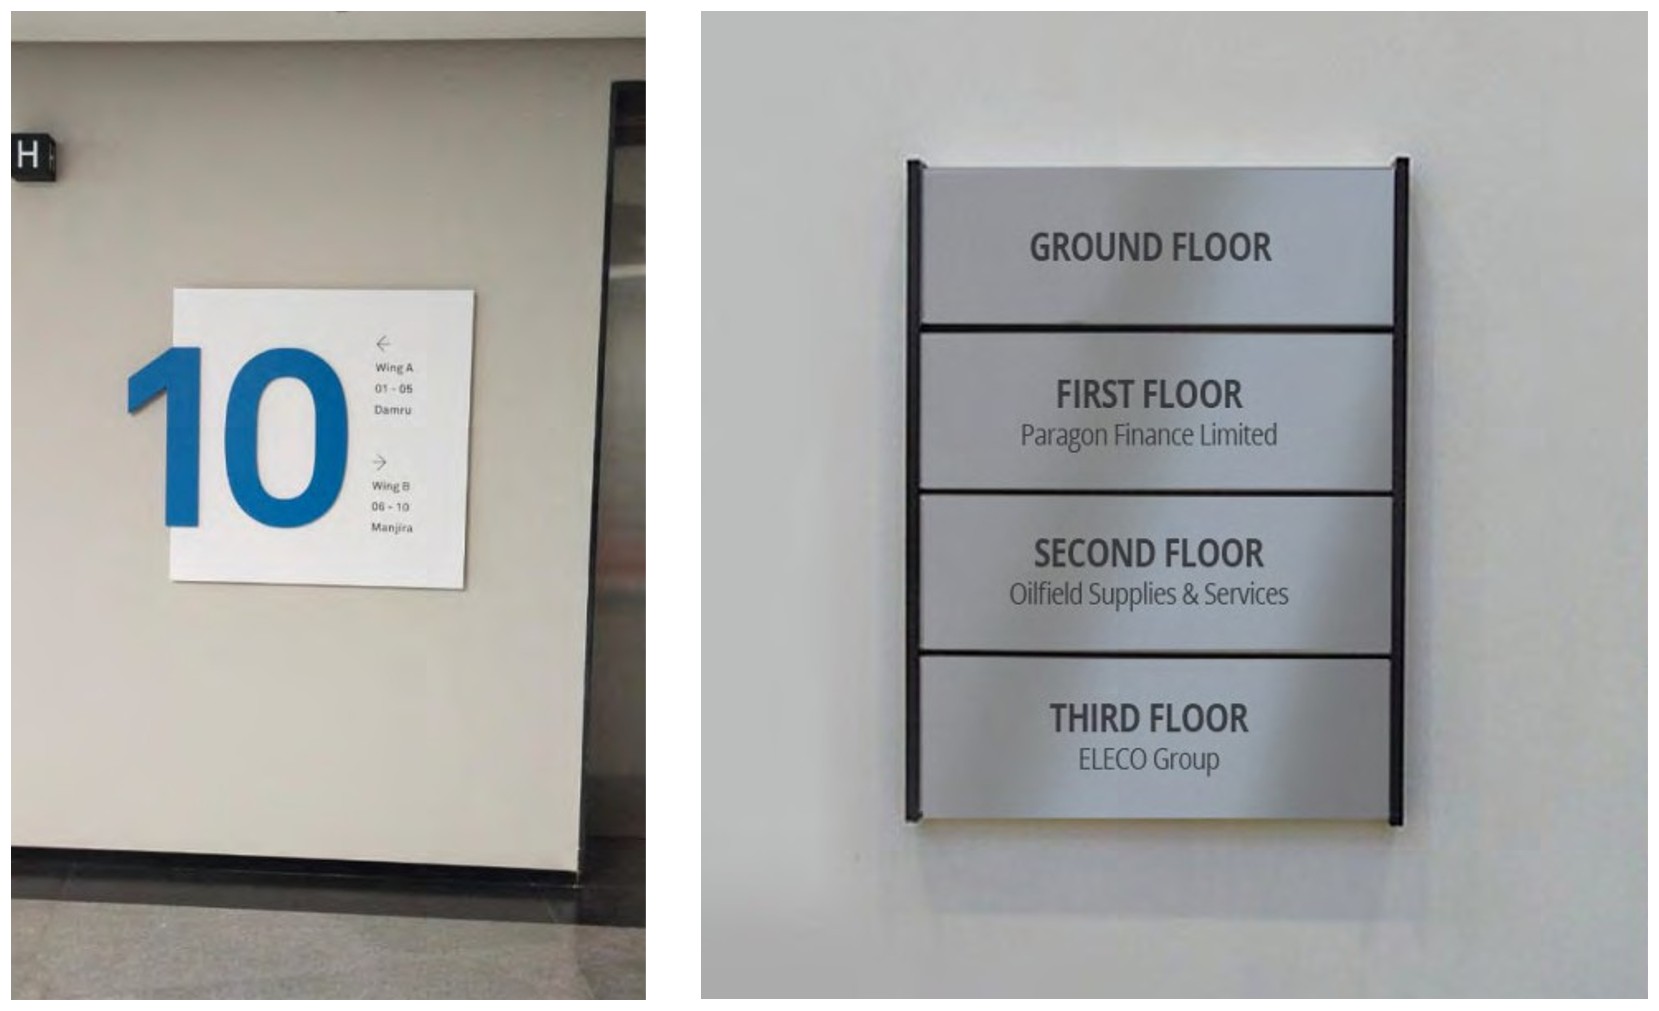 H
10
←
Wing A
01 - 05
Damru
→
Wing B
06 - 10
Manjira
GROUND FLOOR
FIRST FLOOR
Paragon Finance Limited
SECOND FLOOR
Oilfield Supplies & Services
THIRD FLOOR
ELECO Group